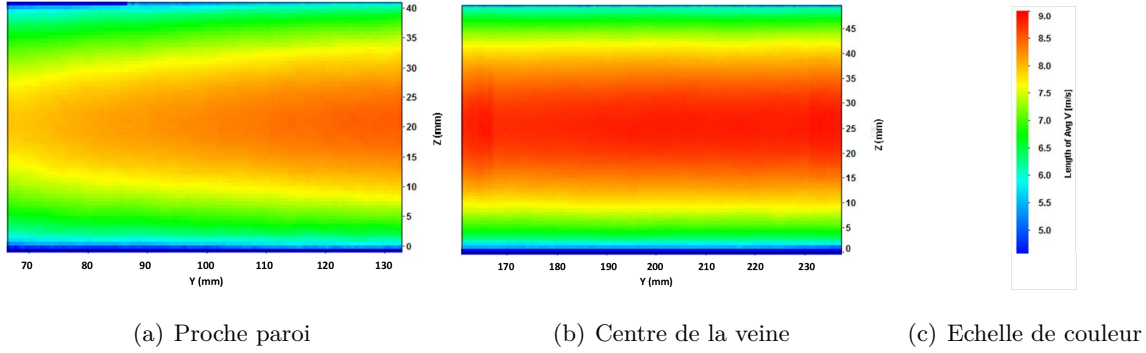 40
35
30
25
20
15
10
5
0
Z (mm)
70 80 90 100 110 120 130
Y (mm)
45
40
35
30
25
20
15
10
5
0
Z (mm)
170 180 190 200 210 220 230
Y (mm)
9.0
8.5
8.0
7.5
7.0
6.5
6.0
5.5
5.0
Length of Avg V [m/s]
(a) Proche paroi
(b) Centre de la veine
(c) Echelle de couleur